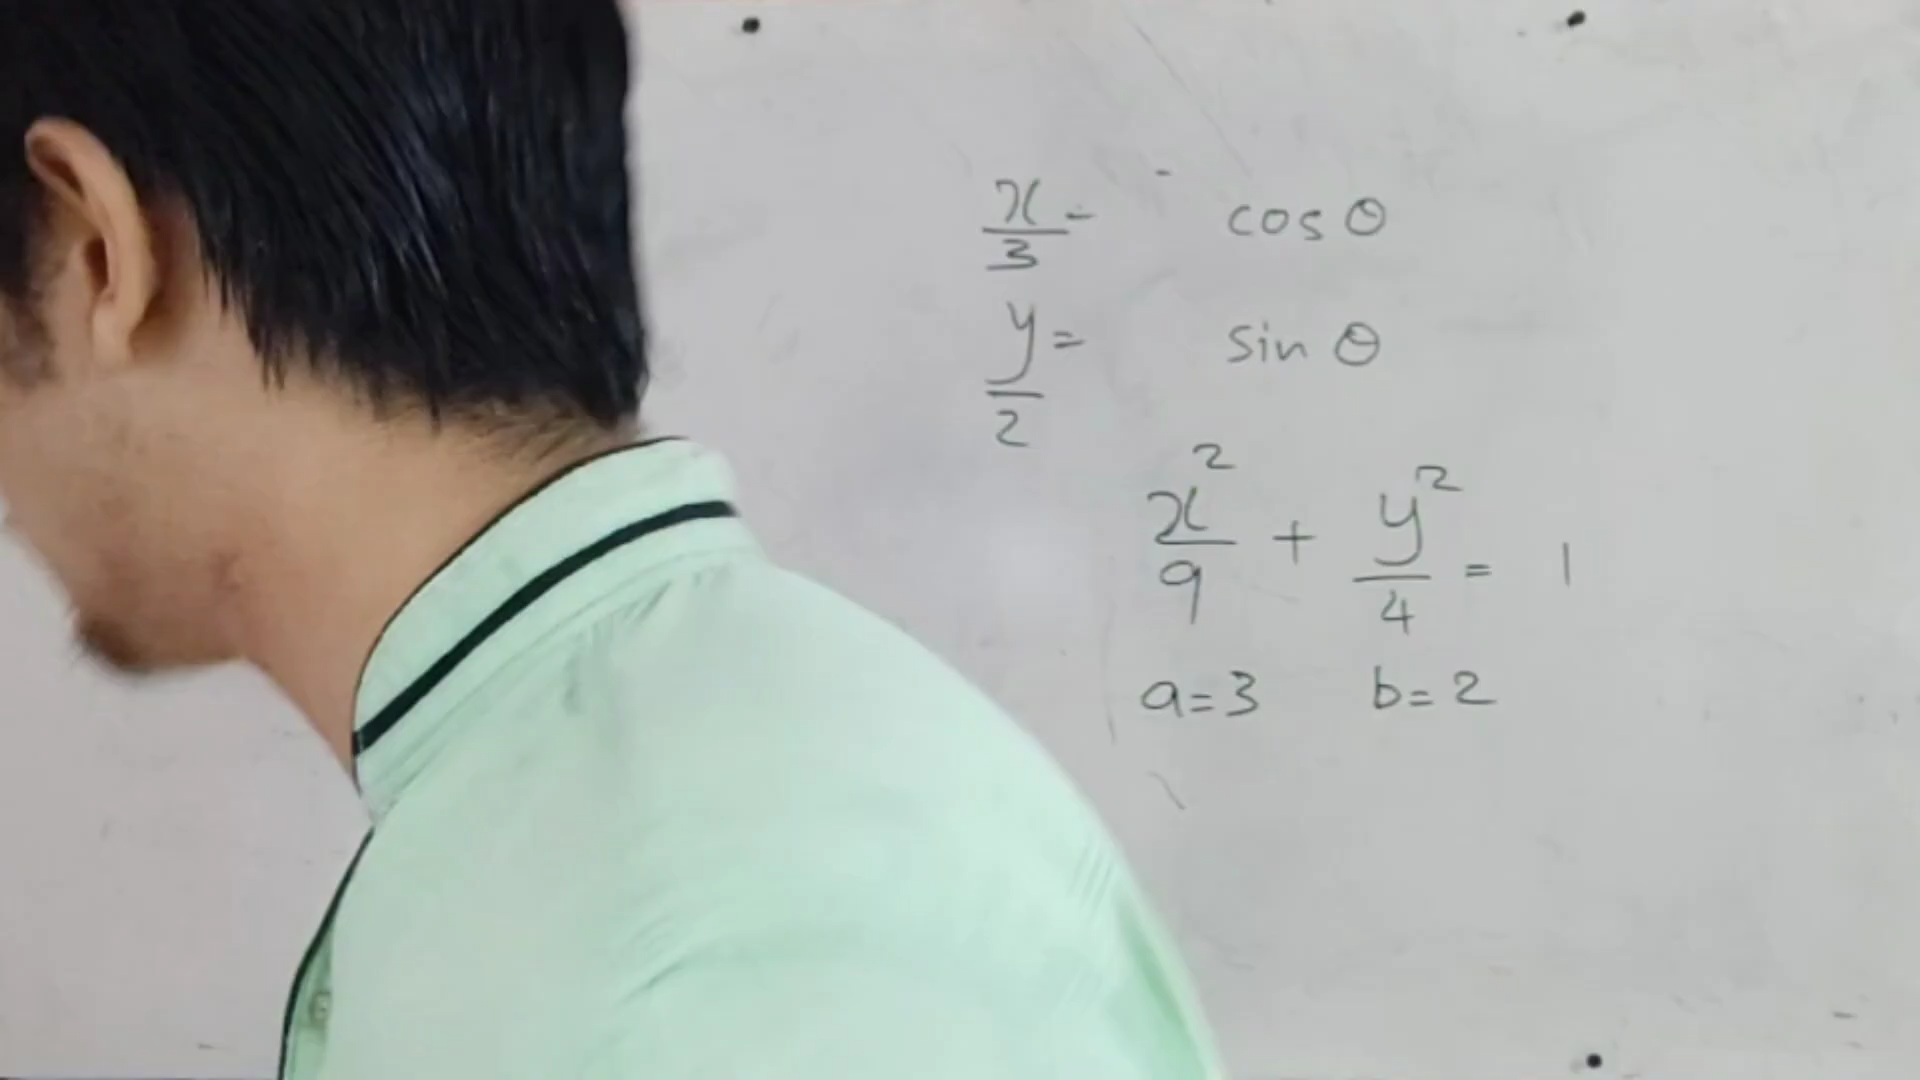 x/3 = cos θ
y/2 = sin θ
x²/9 + y²/4 = 1
a=3 b=2